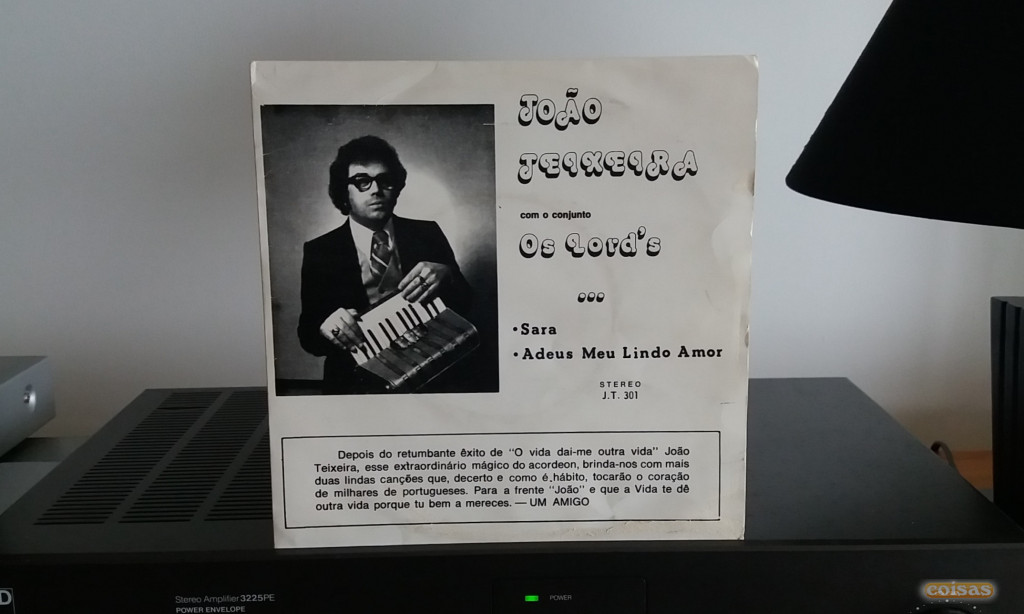 JOÃO
TEIXEIRA
com o conjunto
Os Lord's
...
•Sara
•Adeus Meu Lindo Amor
STEREO
J.T. 301
Depois do retumbante êxito de "O vida dai-me outra vida" João
Teixeira, esse extraordinário mágico do acordeon, brinda-nos com mais
duas lindas canções que, decerto e como é.hábito, tocarão o coração
de milhares de portugueses. Para a frente "João" e que a Vida te dê
outra vida porque tu bem a mereces. — UM AMIGO
D
Stereo Amplifier 3225PE
POWER ENVELOPE
POWER
coisas